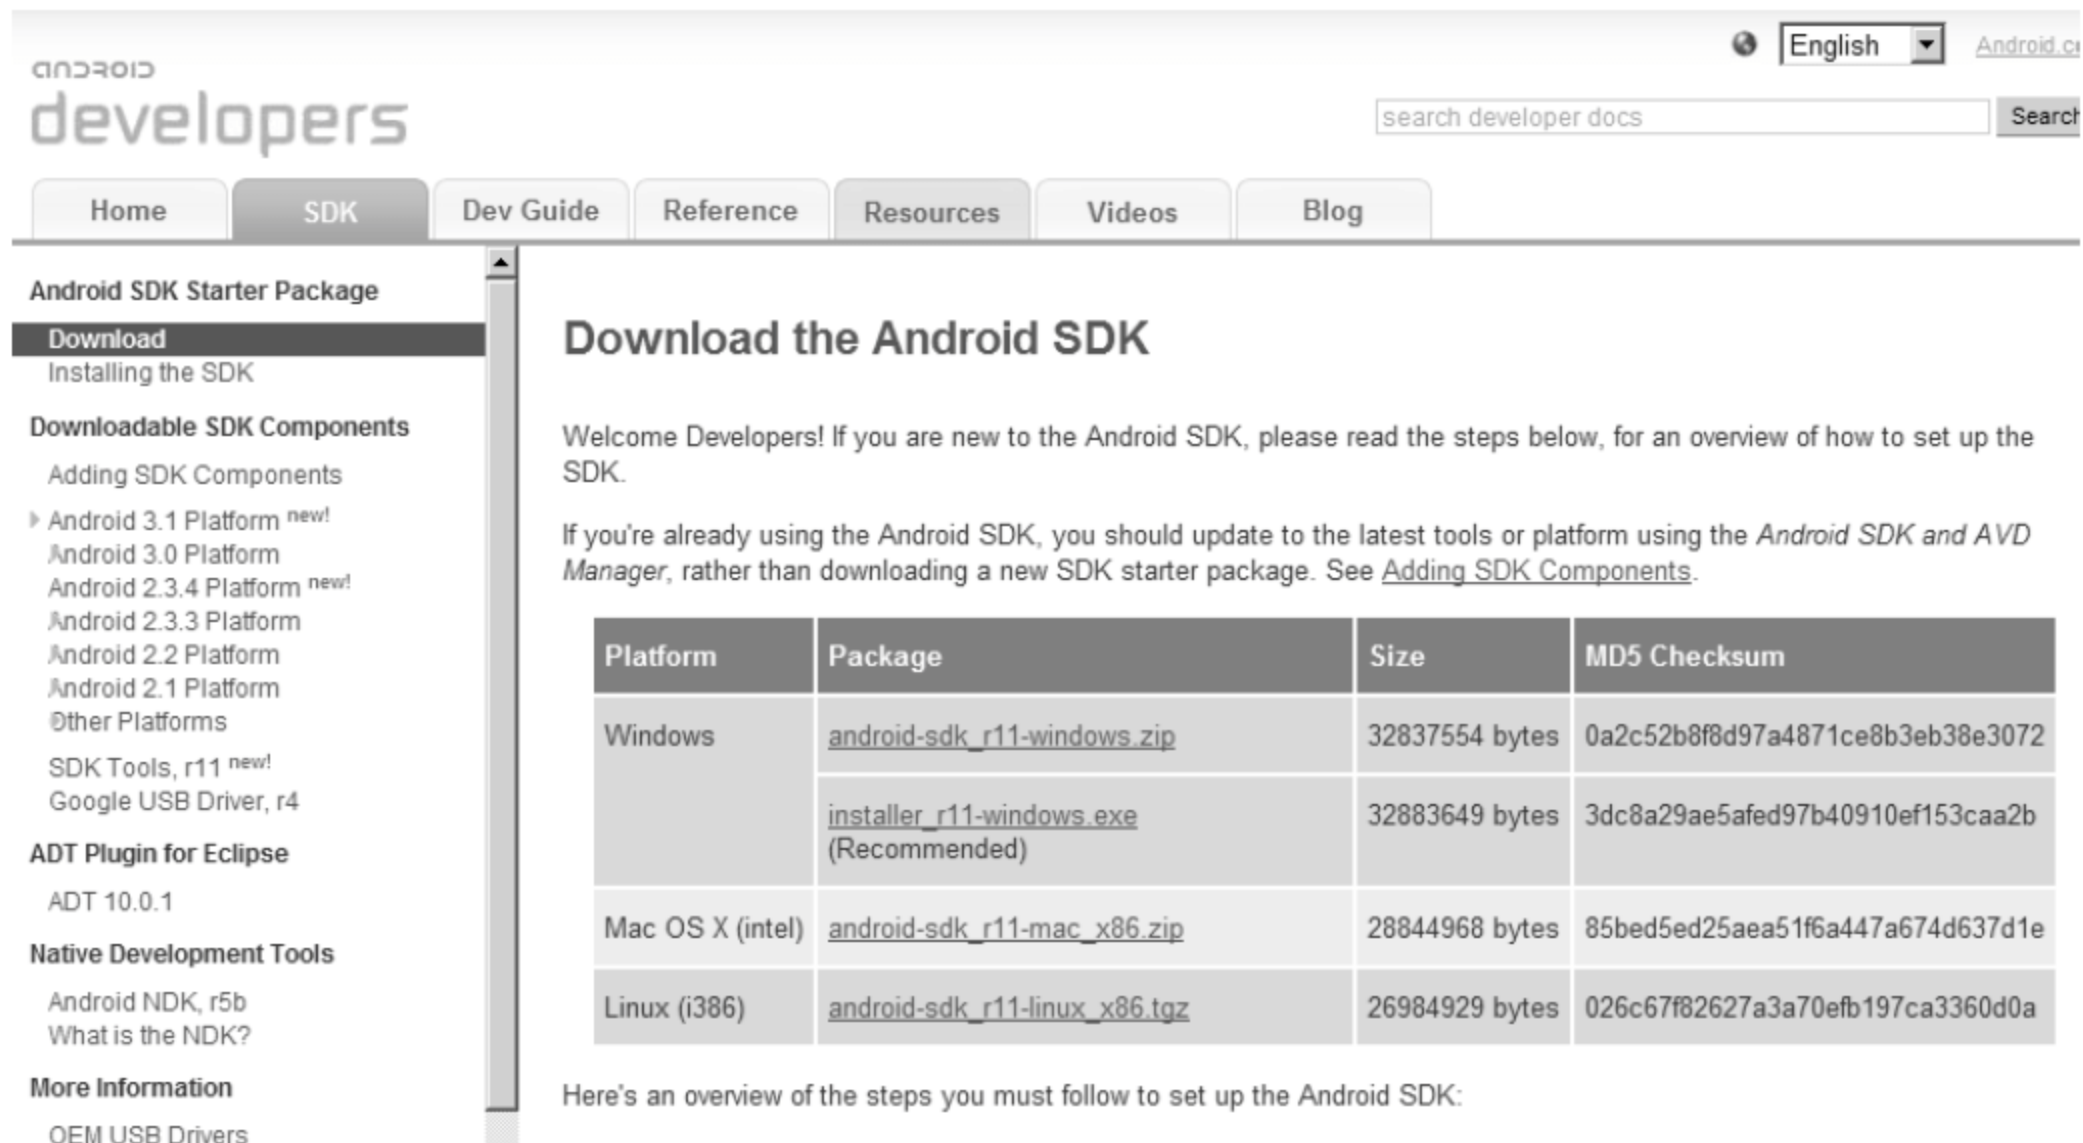 English
Android.c
android
developers
search developer docs
Search
Home
SDK
Dev Guide
Reference
Resources
Videos
Blog
Android SDK Starter Package
Download
Installing the SDK
Downloadable SDK Components
Adding SDK Components
Android 3.1 Platform new!
Android 3.0 Platform
Android 2.3.4 Platform new!
Android 2.3.3 Platform
Android 2.2 Platform
Android 2.1 Platform
Other Platforms
SDK Tools, r11 new!
Google USB Driver, r4
ADT Plugin for Eclipse
ADT 10.0.1
Native Development Tools
Android NDK, r5b
What is the NDK?
More Information
OEM USB Drivers
Download the Android SDK
Welcome Developers! If you are new to the Android SDK, please read the steps below, for an overview of how to set up the
SDK.
If you're already using the Android SDK, you should update to the latest tools or platform using the Android SDK and AVD
Manager, rather than downloading a new SDK starter package. See Adding SDK Components.
Platform Package Size MD5 Checksum
Windows android-sdk_r11-windows.zip 32837554 bytes 0a2c52b8f8d97a4871ce8b3eb38e3072
installer_r11-windows.exe 32883649 bytes 3dc8a29ae5afed97b40910ef153caa2b
(Recommended)
Mac OS X (intel) android-sdk_r11-mac_x86.zip 28844968 bytes 85bed5ed25aea51f6a447a674d637d1e
Linux (i386) android-sdk_r11-linux_x86.tgz 26984929 bytes 026c67f82627a3a70efb197ca3360d0a
Here's an overview of the steps you must follow to set up the Android SDK: